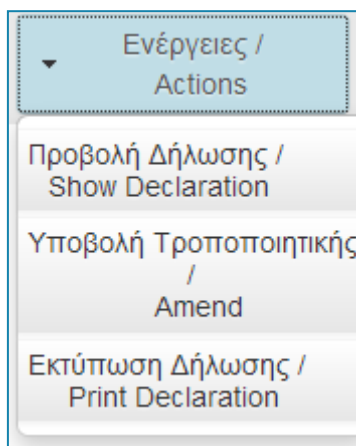 Ενέργειες /
Actions
Προβολή Δήλωσης /
Show Declaration
Υποβολή Τροποποιητικής
/
Amend
Εκτύπωση Δήλωσης /
Print Declaration